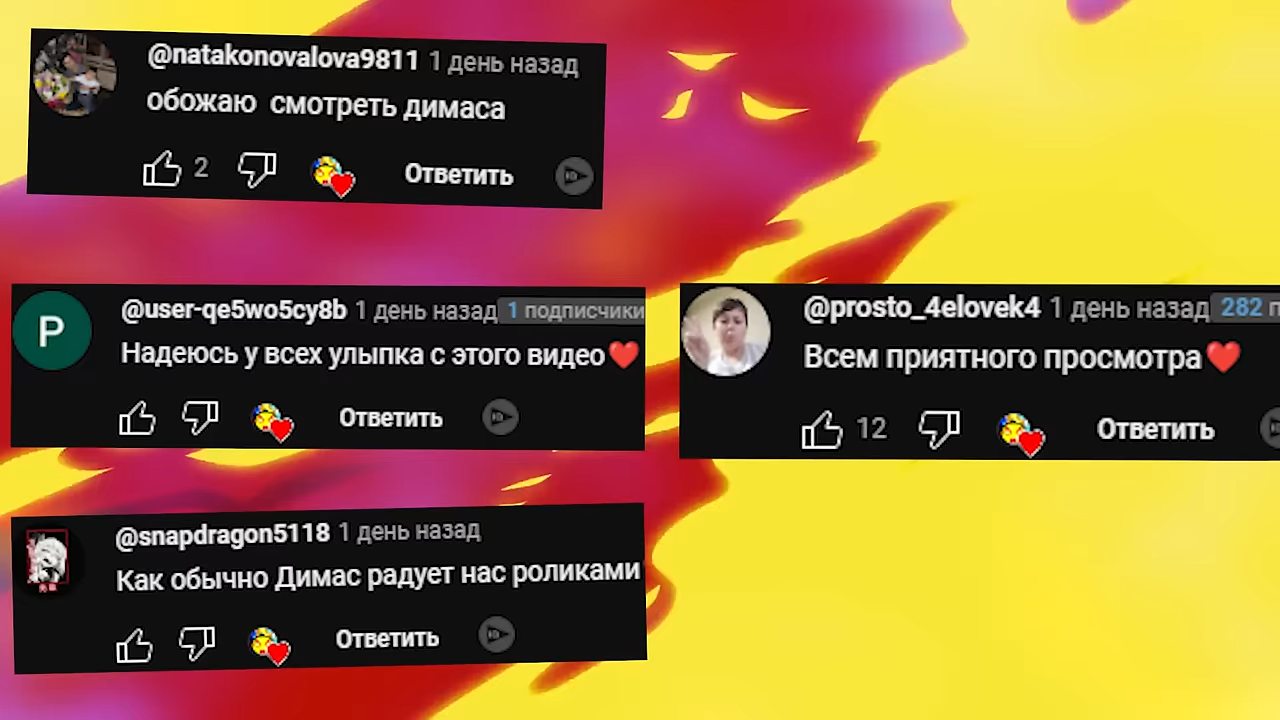 @natakonovalova9811 1 день назад
обожаю смотреть димаса
2 Ответить
@user-qe5wo5cy8b 1 день назад 1 подписчики
Надеюсь у всех улыпка с этого видео❤️
Ответить
@prosto_4elovek4 1 день назад 282
Всем приятного просмотра❤️
12 Ответить
@snapdragon5118 1 день назад
Как обычно Димас радует нас роликами
Ответить